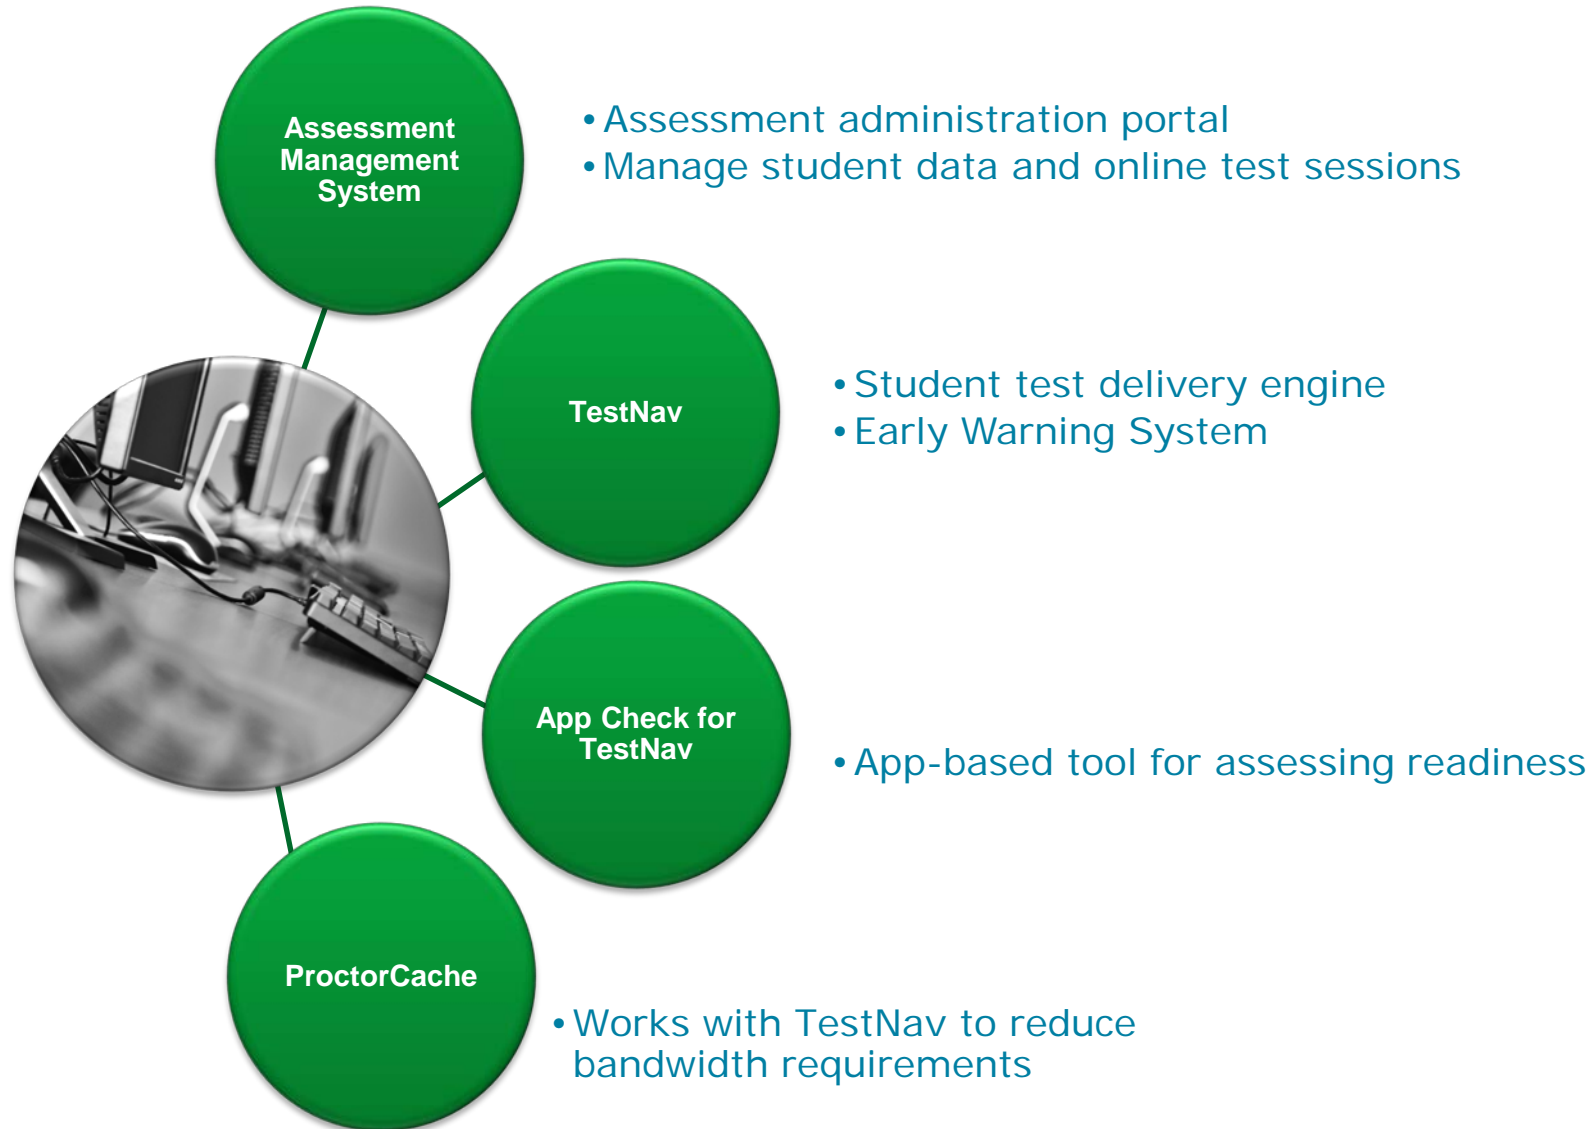 Assessment
Management
System
• Assessment administration portal
• Manage student data and online test sessions
TestNav
• Student test delivery engine
• Early Warning System
App Check for
TestNav
• App-based tool for assessing readiness
ProctorCache
• Works with TestNav to reduce
bandwidth requirements